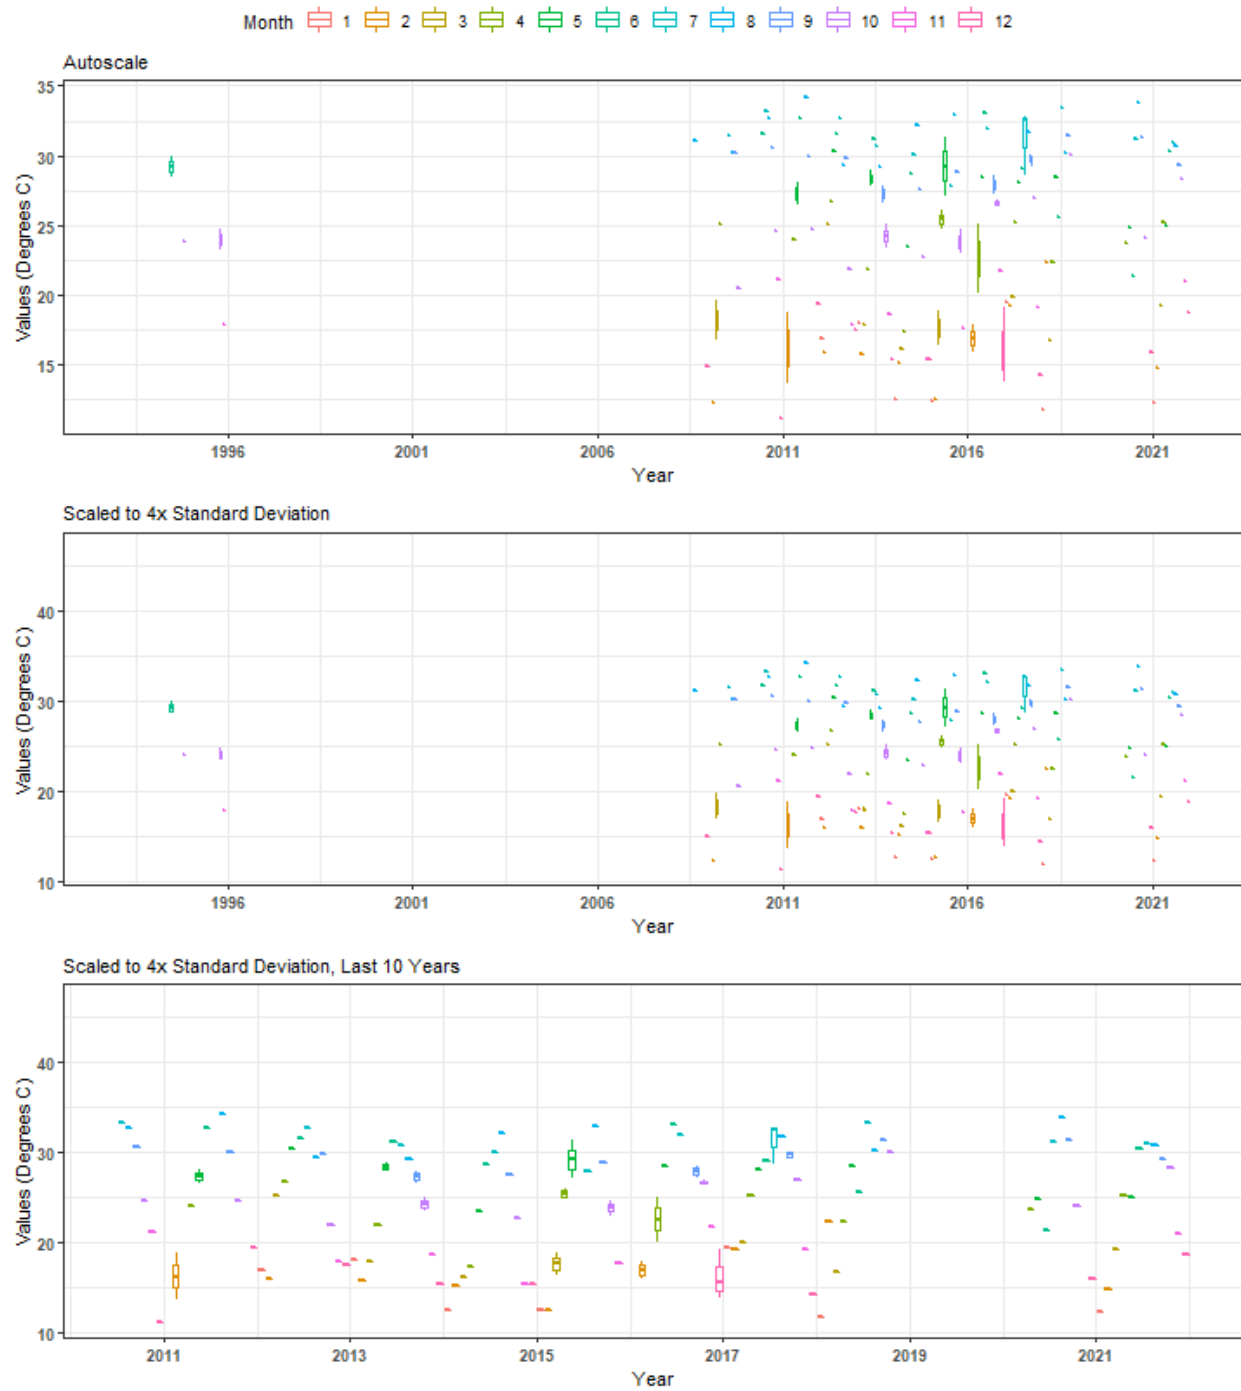 Month 1 2 3 4 5 6 7 8 9 10 11 12
Autoscale
35
30
25
20
15
Values (Degrees C)
1996 2001 2006 2011 2016 2021
Year
Scaled to 4x Standard Deviation
40
30
20
10
Values (Degrees C)
1996 2001 2006 2011 2016 2021
Year
Scaled to 4x Standard Deviation, Last 10 Years
40
30
20
10
Values (Degrees C)
2011 2013 2015 2017 2019 2021
Year